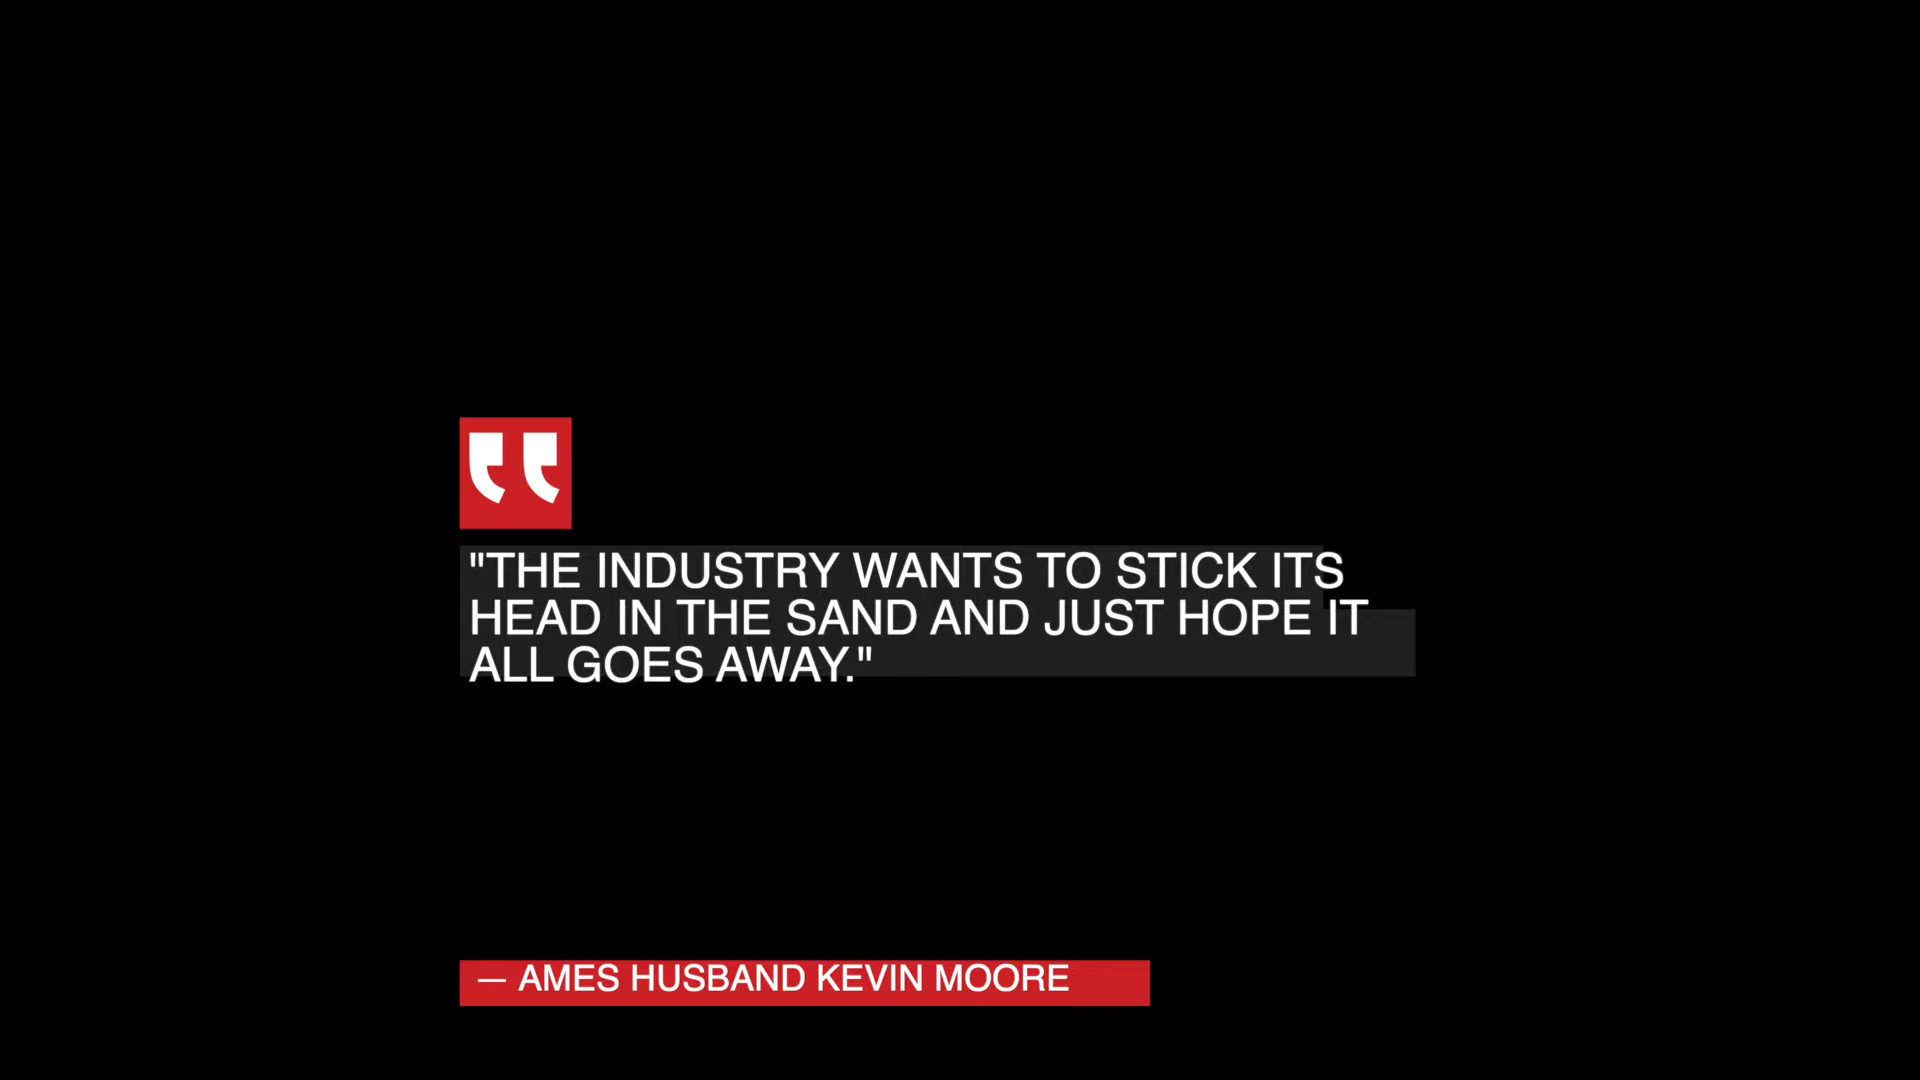 "THE INDUSTRY WANTS TO STICK ITS
HEAD IN THE SAND AND JUST HOPE IT
ALL GOES AWAY."
— AMES HUSBAND KEVIN MOORE